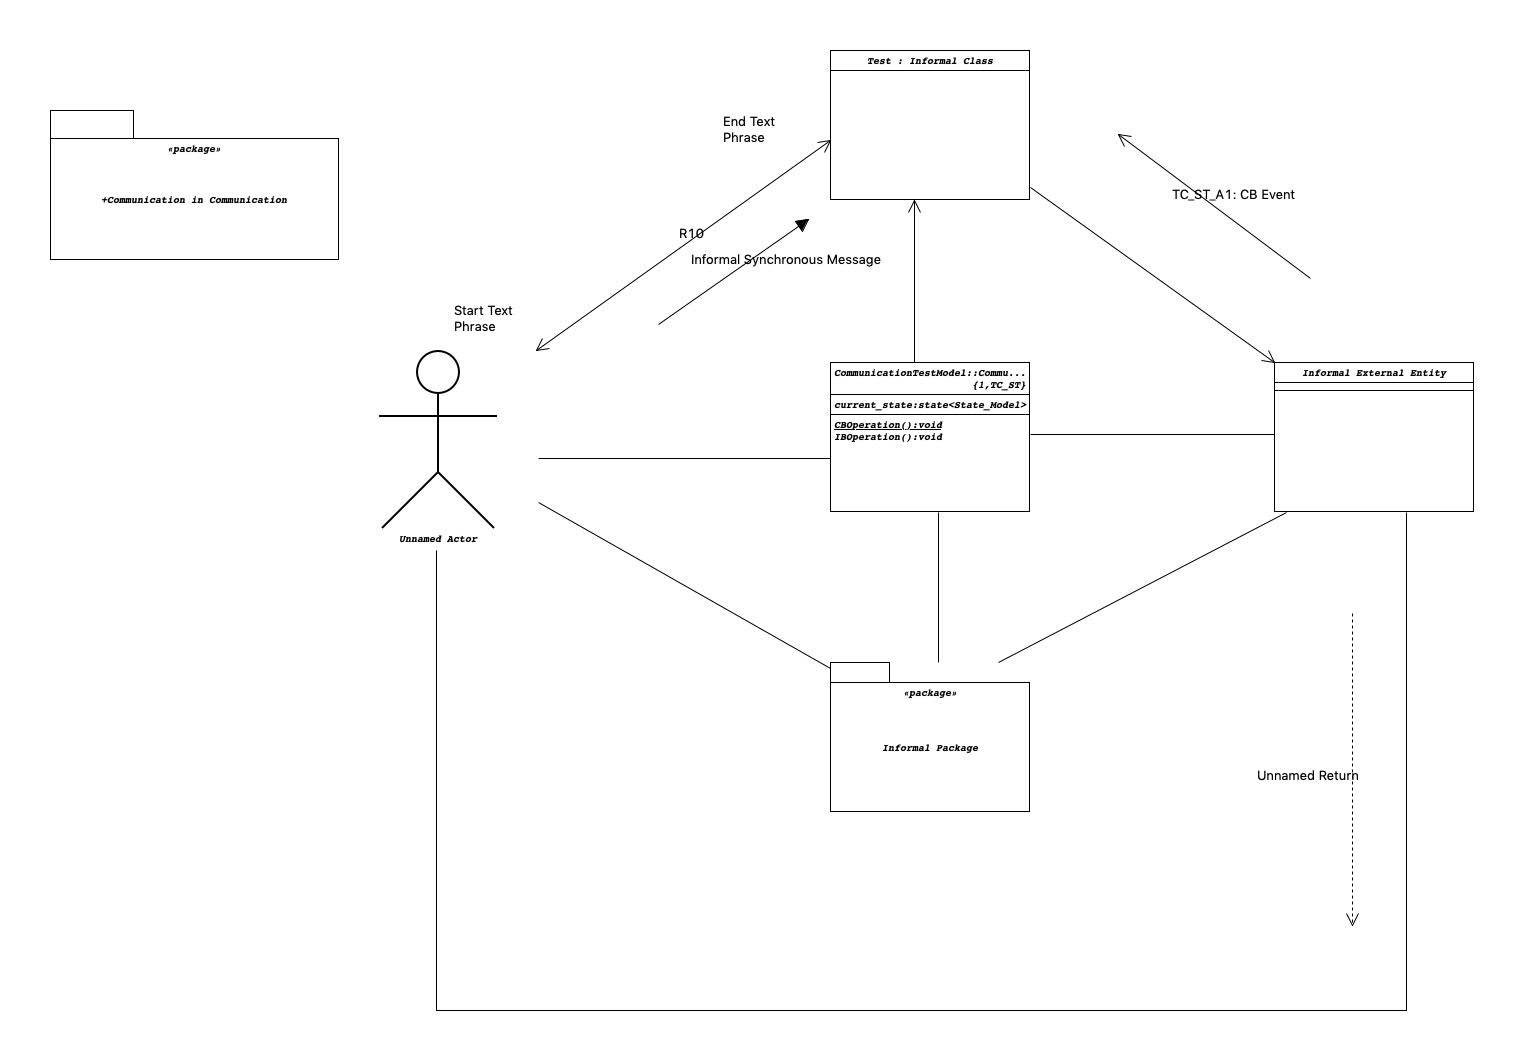 Test : Informal Class
End Text
Phrase
«package»
+Communication in Communication
TC_ST_A1: CB Event
R10
Informal Synchronous Message
Start Text
Phrase
CommunicationTestModel::Commu...
{1,TC_ST}
current_state:state<State_Model>
CBOperation():void
IBOperation():void
Informal External Entity
Unnamed Actor
«package»
Informal Package
Unnamed Return